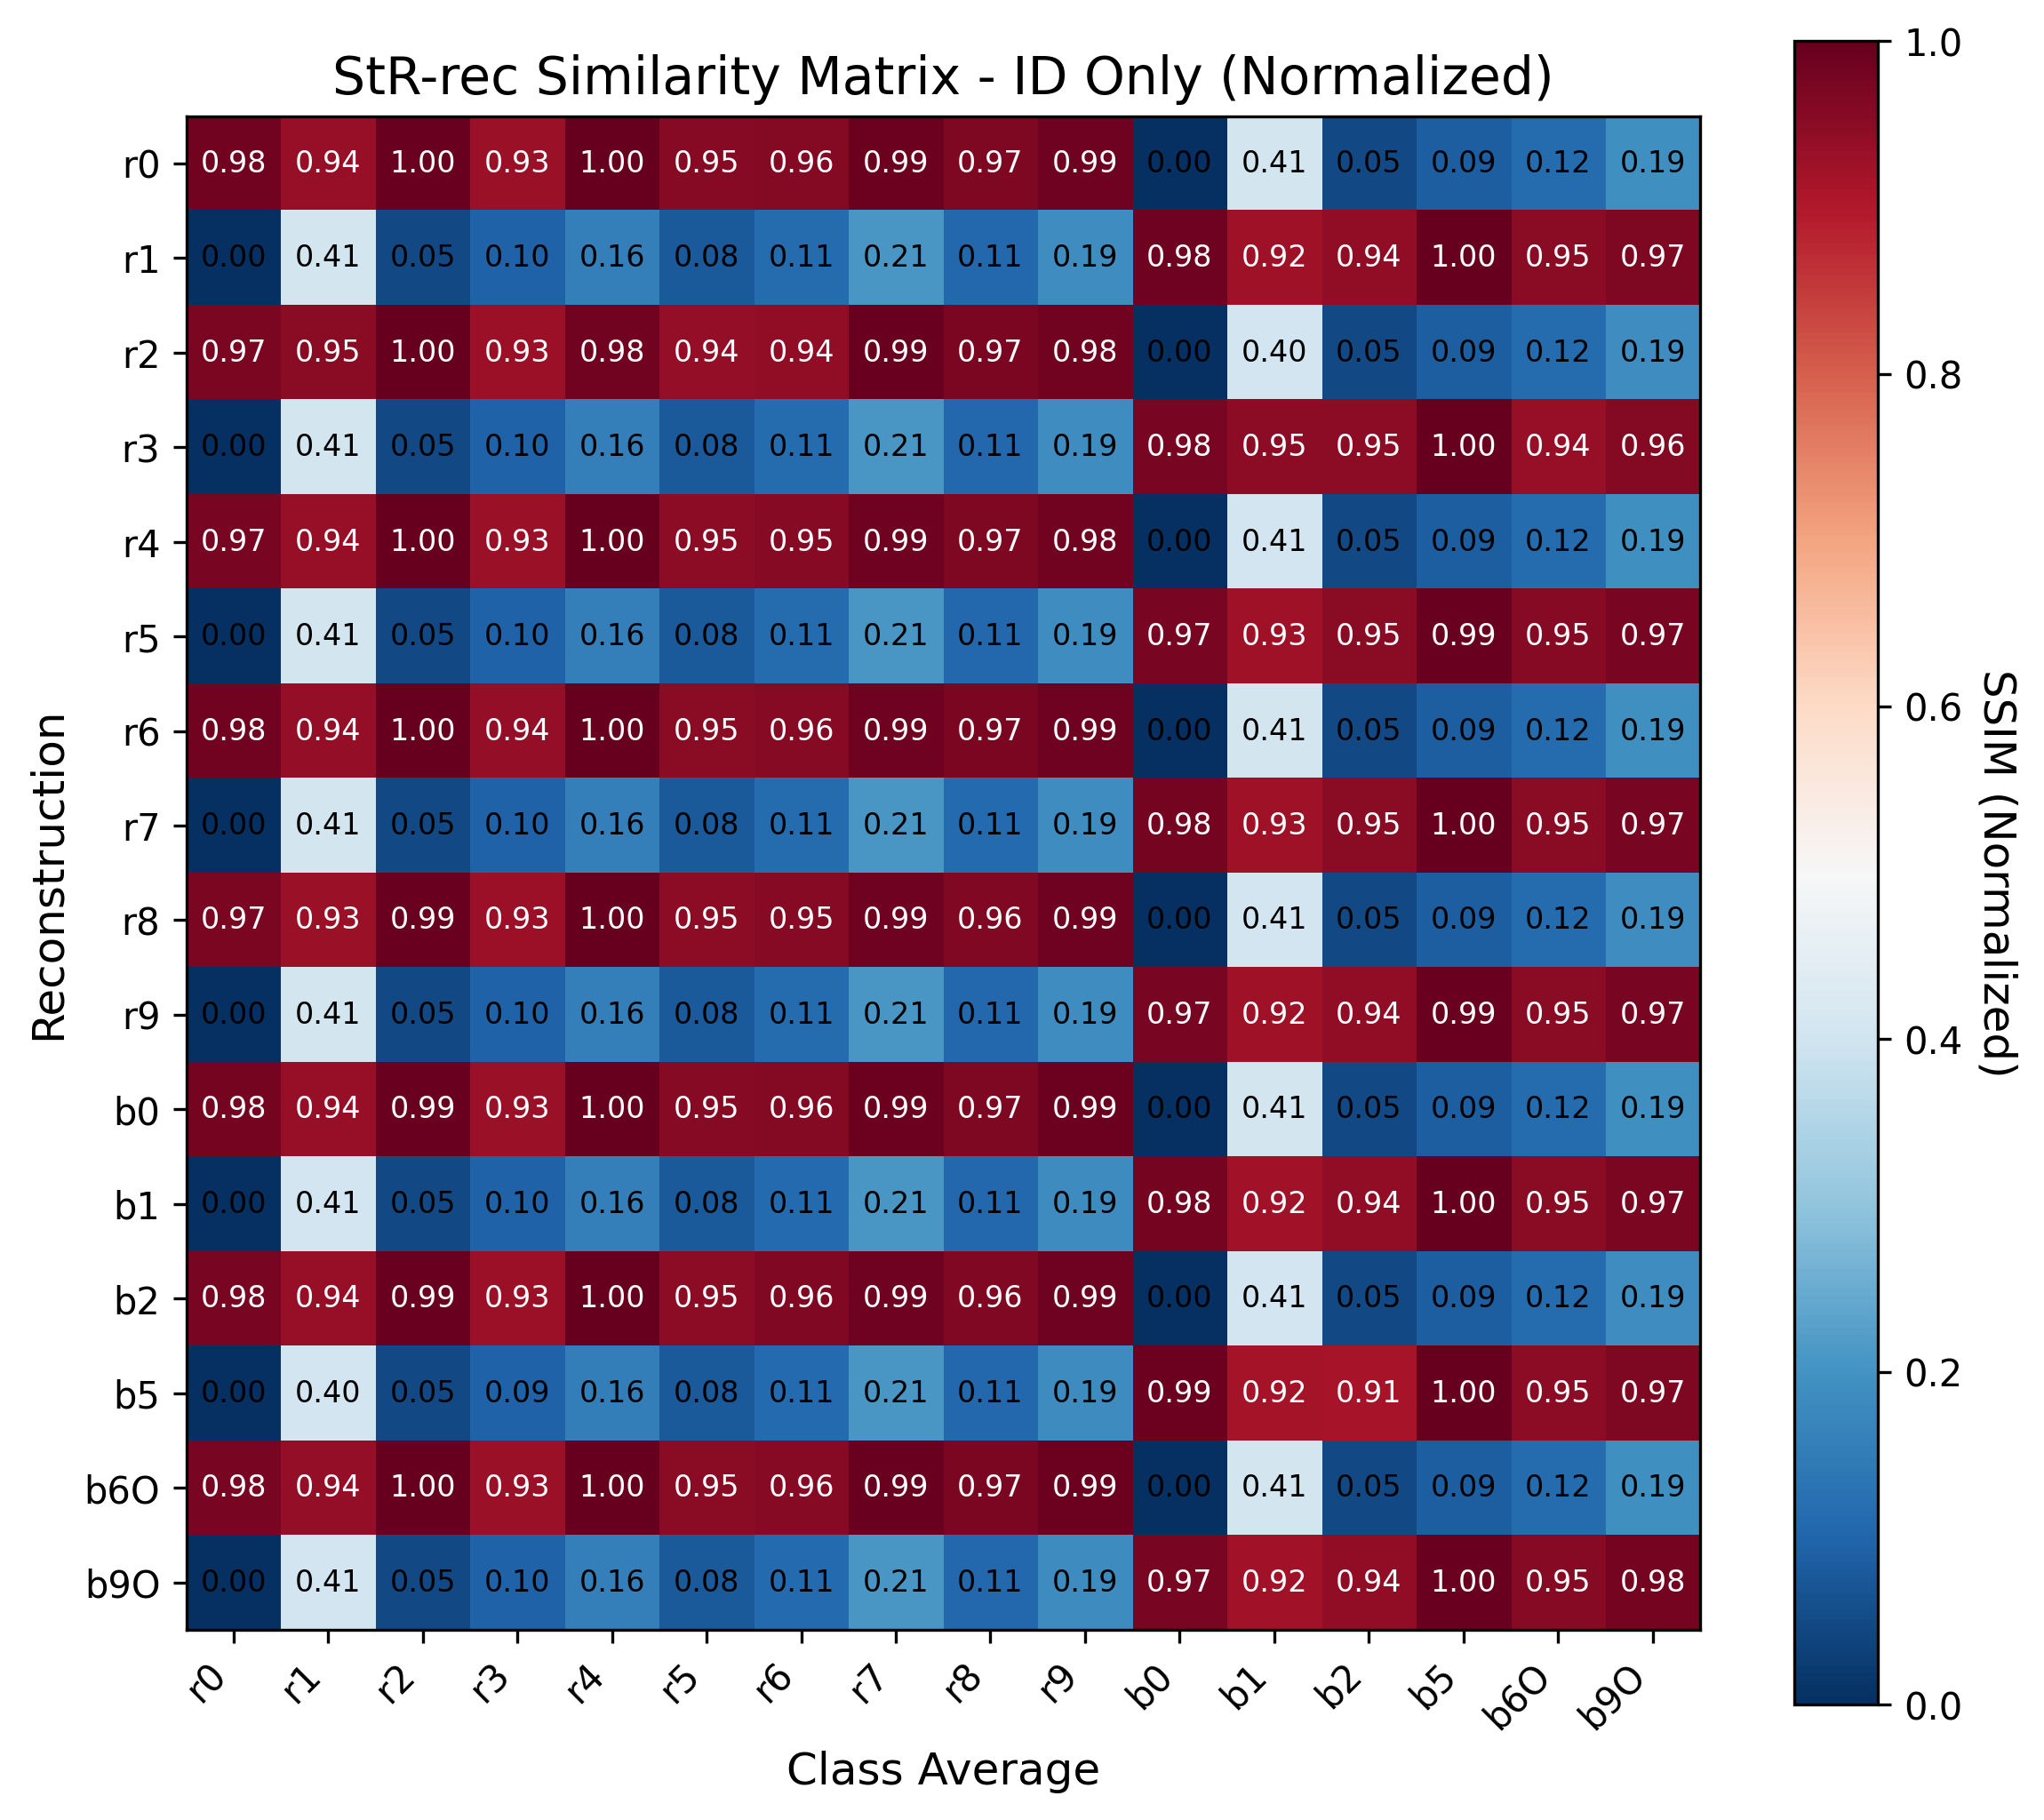 StR-rec Similarity Matrix - ID Only (Normalized)
r0 0.98 0.94 1.00 0.93 1.00 0.95 0.96 0.99 0.97 0.99 0.00 0.41 0.05 0.09 0.12 0.19
r1 0.00 0.41 0.05 0.10 0.16 0.08 0.11 0.21 0.11 0.19 0.98 0.92 0.94 1.00 0.95 0.97
r2 0.97 0.95 1.00 0.93 0.98 0.94 0.94 0.99 0.97 0.98 0.00 0.40 0.05 0.09 0.12 0.19
r3 0.00 0.41 0.05 0.10 0.16 0.08 0.11 0.21 0.11 0.19 0.98 0.95 0.95 1.00 0.94 0.96
r4 0.97 0.94 1.00 0.93 1.00 0.95 0.95 0.99 0.97 0.98 0.00 0.41 0.05 0.09 0.12 0.19
r5 0.00 0.41 0.05 0.10 0.16 0.08 0.11 0.21 0.11 0.19 0.97 0.93 0.95 0.99 0.95 0.97
r6 0.98 0.94 1.00 0.94 1.00 0.95 0.96 0.99 0.97 0.99 0.00 0.41 0.05 0.09 0.12 0.19
r7 0.00 0.41 0.05 0.10 0.16 0.08 0.11 0.21 0.11 0.19 0.98 0.93 0.95 1.00 0.95 0.97
r8 0.97 0.93 0.99 0.93 1.00 0.95 0.95 0.99 0.96 0.99 0.00 0.41 0.05 0.09 0.12 0.19
r9 0.00 0.41 0.05 0.10 0.16 0.08 0.11 0.21 0.11 0.19 0.97 0.92 0.94 0.99 0.95 0.97
b0 0.98 0.94 0.99 0.93 1.00 0.95 0.96 0.99 0.97 0.99 0.00 0.41 0.05 0.09 0.12 0.19
b1 0.00 0.41 0.05 0.10 0.16 0.08 0.11 0.21 0.11 0.19 0.98 0.92 0.94 1.00 0.95 0.97
b2 0.98 0.94 0.99 0.93 1.00 0.95 0.96 0.99 0.96 0.99 0.00 0.41 0.05 0.09 0.12 0.19
b5 0.00 0.40 0.05 0.09 0.16 0.08 0.11 0.21 0.11 0.19 0.99 0.92 0.91 1.00 0.95 0.97
b6O 0.98 0.94 1.00 0.93 1.00 0.95 0.96 0.99 0.97 0.99 0.00 0.41 0.05 0.09 0.12 0.19
b9O 0.00 0.41 0.05 0.10 0.16 0.08 0.11 0.21 0.11 0.19 0.97 0.92 0.94 1.00 0.95 0.98
r0 r1 r2 r3 r4 r5 r6 r7 r8 r9 b0 b1 b2 b5 b6O b9O
Class Average
Reconstruction
1.0
0.8
0.6
0.4
0.2
0.0
SSIM (Normalized)